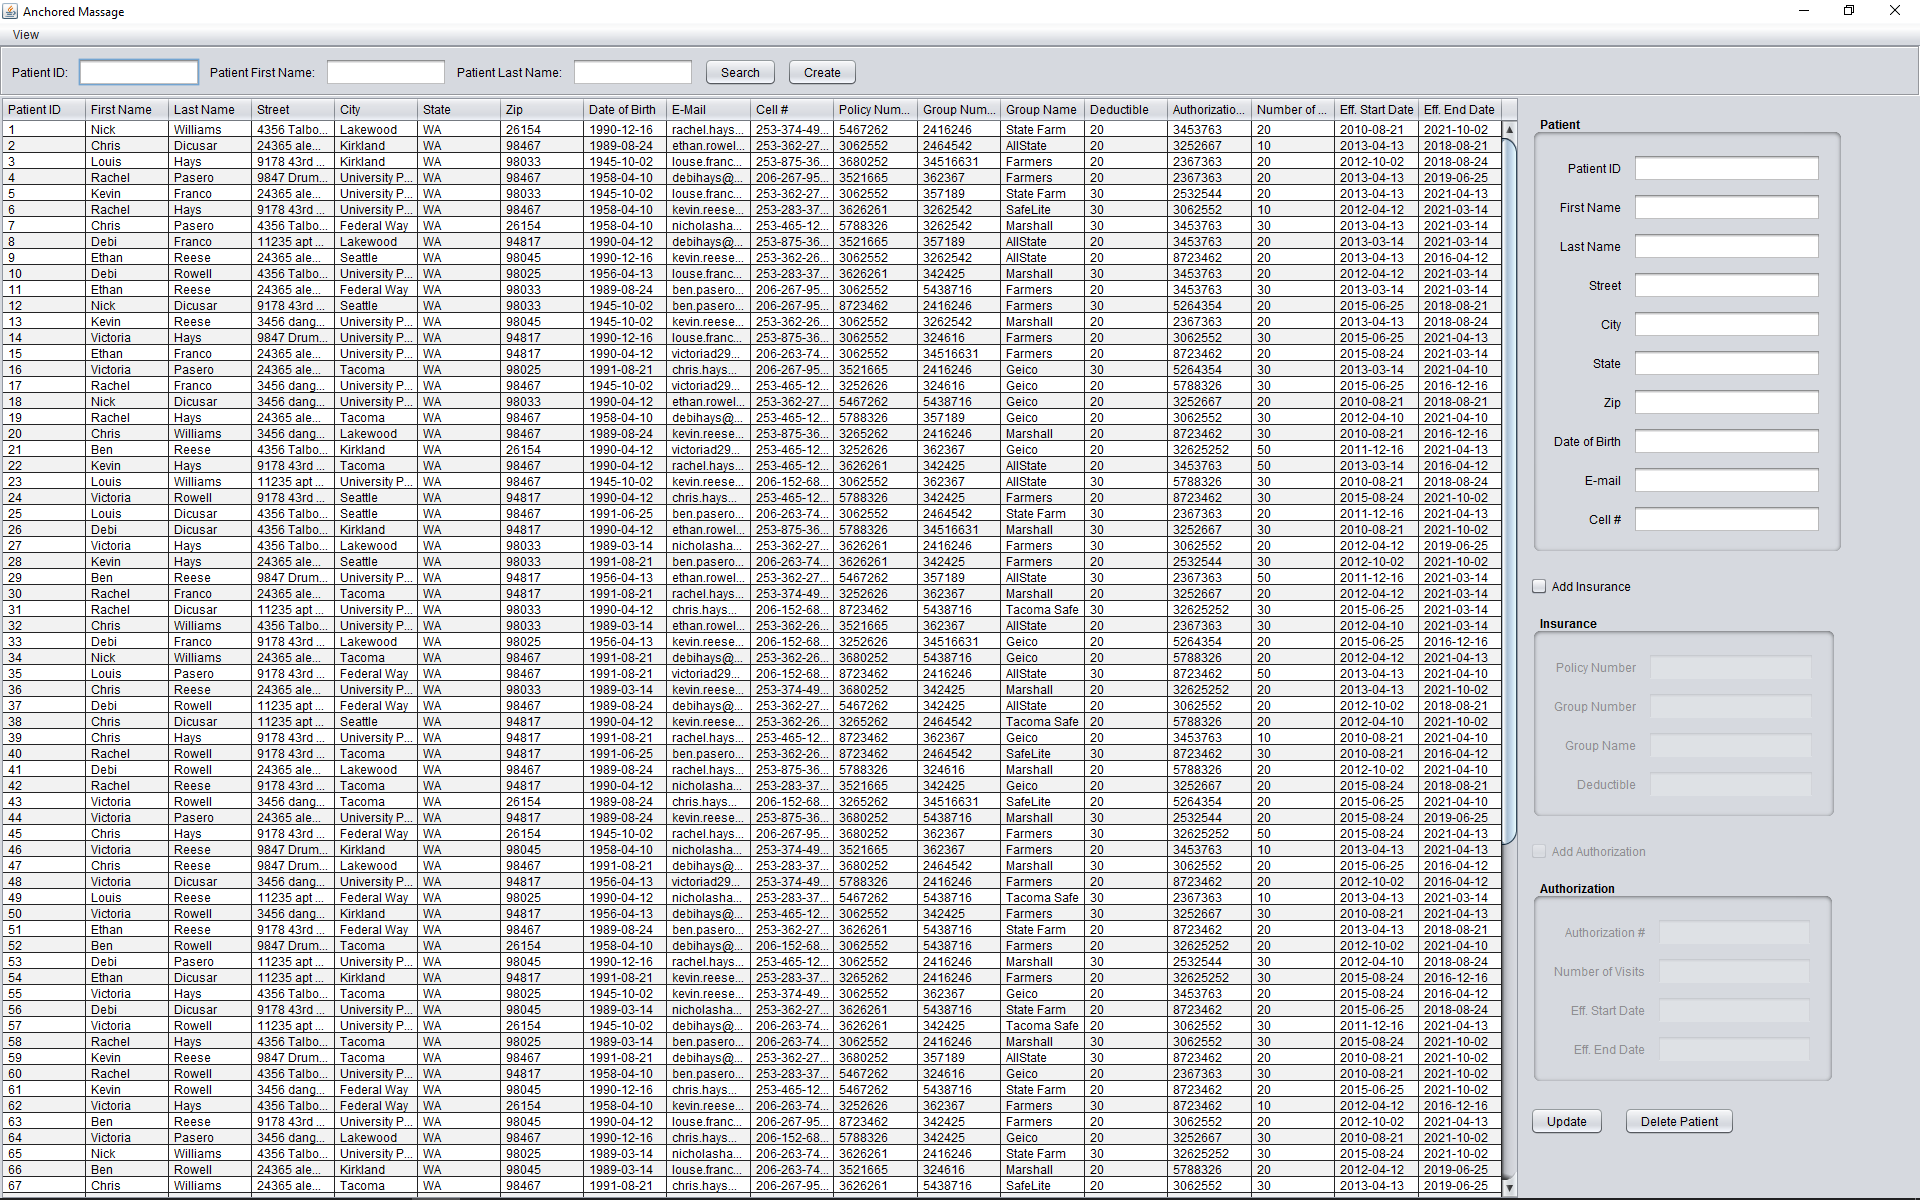 Anchored Massage
View
Patient ID: Patient First Name: Patient Last Name: Search Create
Patient ID First Name Last Name Street City State Zip Date of Birth E-Mail Cell # Policy Num... Group Num... Group Name Deductible Authorizatio... Number of ... Eff. Start Date Eff. End Date
1 Nick Williams 4356 Talbo... Lakewood WA 26154 1990-12-16 rachel.hays... 253-374-49... 5467262 2416246 State Farm 20 3453763 20 2010-08-21 2021-10-02
2 Chris Dicusar 24365 ale... Kirkland WA 98467 1989-08-24 ethan.rowel... 253-362-27... 3062552 2464542 AllState 20 3252667 10 2013-04-13 2018-08-21
3 Louis Hays 9178 43rd ... Kirkland WA 98033 1945-10-02 louse.franc... 253-875-36... 3680252 34516631 Farmers 20 2367363 20 2012-10-02 2018-08-24
4 Rachel Pasero 9847 Drum... University P... WA 98467 1958-04-10 debihays@... 206-267-95... 3521665 362367 Farmers 20 2367363 20 2013-04-13 2019-06-25
5 Kevin Franco 24365 ale... University P... WA 98033 1945-10-02 louse.franc... 253-362-27... 3062552 357189 State Farm 30 2532544 20 2013-04-13 2021-04-13
6 Rachel Hays 9178 43rd ... University P... WA 98467 1958-04-10 kevin.reese... 253-283-37... 3626261 3262542 SafeLite 30 3062552 10 2012-04-12 2021-03-14
7 Chris Pasero 4356 Talbo... Federal Way WA 26154 1958-04-10 nicholasha... 253-465-12... 5788326 2416246 Marshall 30 3453763 30 2013-04-13 2021-03-14
8 Debi Franco 11235 apt ... Lakewood WA 94817 1990-04-12 debihays@... 253-875-36... 3521665 357189 AllState 20 3453763 20 2013-03-14 2021-03-14
9 Ethan Reese 24365 ale... Seattle WA 98045 1990-12-16 kevin.reese... 253-362-26... 3062552 3262542 AllState 20 8723462 20 2013-04-13 2016-04-12
10 Debi Rowell 4356 Talbo... University P... WA 98025 1956-04-13 louse.franc... 253-283-37... 3626261 342425 Marshall 30 3453763 20 2012-04-12 2021-03-14
11 Ethan Reese 24365 ale... Federal Way WA 98033 1989-08-24 ben.pasero... 206-267-95... 3062552 5438716 Farmers 20 3453763 30 2013-03-14 2021-03-14
12 Nick Dicusar 9178 43rd ... Seattle WA 98033 1945-10-02 ben.pasero... 206-267-95... 8723462 2416246 Farmers 30 5264354 20 2015-06-25 2018-08-21
13 Kevin Reese 3456 dang... University P... WA 98045 1945-10-02 kevin.reese... 253-362-26... 3062552 3262542 Marshall 20 2367363 20 2013-04-13 2018-08-24
14 Victoria Hays 9847 Drum... University P... WA 94817 1990-12-16 louse.franc... 253-875-36... 3062552 324616 Farmers 20 3062552 30 2015-06-25 2021-04-13
15 Ethan Franco 24365 ale... University P... WA 94817 1990-04-12 victoriad29... 206-263-74... 3062552 34516631 Farmers 20 8723462 20 2015-08-24 2021-03-14
16 Victoria Pasero 24365 ale... Tacoma WA 98025 1991-08-21 chris.hays... 206-267-95... 3521665 2416246 Geico 30 5264354 30 2013-03-14 2021-04-10
17 Rachel Franco 3456 dang... University P... WA 98467 1945-10-02 victoriad29... 253-465-12... 3252626 324616 Geico 20 5788326 30 2015-06-25 2016-12-16
18 Nick Dicusar 3456 dang... University P... WA 98033 1990-04-12 ethan.rowel... 206-267-95... 5467262 5438716 Geico 20 3252667 20 2010-08-21 2018-08-21
19 Rachel Hays 24365 ale... Tacoma WA 98467 1958-04-10 debihays@... 253-465-12... 5788326 357189 Geico 20 3062552 30 2012-04-10 2021-04-10
20 Chris Williams 3456 dang... Lakewood WA 98467 1989-08-24 kevin.reese... 253-875-36... 3265262 2416246 Marshall 30 8723462 30 2010-08-21 2016-12-16
21 Ben Reese 4356 Talbo... Kirkland WA 26154 1990-04-12 victoriad29... 253-465-12... 3626261 362367 Geico 20 32625252 50 2011-12-16 2021-04-13
22 Kevin Hays 9178 43rd ... Tacoma WA 98467 1990-04-12 rachel.hays... 253-362-26... 3626261 342425 AllState 20 3453763 50 2013-03-14 2016-04-12
23 Louis Williams 11235 apt ... University P... WA 98467 1945-10-02 kevin.reese... 206-152-68... 3062552 362367 AllState 30 5788326 30 2010-08-21 2018-08-24
24 Victoria Rowell 9178 43rd ... Seattle WA 94817 1990-04-12 chris.hays... 253-465-12... 5788326 342425 Farmers 20 8723462 20 2015-08-24 2021-10-02
25 Louis Dicusar 4356 Talbo... Seattle WA 98467 1991-06-25 ben.pasero... 206-263-74... 3062552 2464542 State Farm 20 2367363 20 2011-12-16 2021-04-13
26 Debi Dicusar 4356 Talbo... Kirkland WA 94817 1990-04-12 ethan.rowel... 253-875-36... 5788326 34516631 Marshall 30 3252667 30 2010-08-21 2021-10-02
27 Victoria Hays 4356 Talbo... Lakewood WA 98033 1989-03-14 nicholasha... 253-362-27... 3626261 2416246 Farmers 30 3062552 20 2012-04-12 2019-06-25
28 Kevin Hays 9178 43rd ... Seattle WA 98033 1991-08-21 ben.pasero... 206-263-74... 3626261 342425 Farmers 30 2532544 30 2012-10-02 2021-10-02
29 Ben Reese 9847 Drum... University P... WA 94817 1956-04-13 ethan.rowel... 253-362-27... 5467262 357189 AllState 20 2367363 50 2011-12-16 2021-03-14
30 Rachel Franco 24365 ale... Tacoma WA 94817 1991-08-21 rachel.hays... 253-374-49... 3252626 342425 Marshall 20 3252667 20 2012-04-12 2021-03-14
31 Rachel Dicusar 11235 apt ... University P... WA 98033 1990-04-12 chris.hays... 206-152-68... 8723462 5438716 Tacoma Safe 30 32625252 30 2015-06-25 2021-03-14
32 Chris Williams 24365 ale... University P... WA 98033 1989-03-14 ethan.rowel... 253-362-26... 3521665 362367 AllState 20 2367363 30 2012-04-10 2021-03-14
33 Debi Franco 9178 43rd ... Lakewood WA 98025 1956-04-13 kevin.reese... 206-152-68... 3252626 34516631 Geico 20 5264354 20 2015-06-25 2016-12-16
34 Nick Williams 24365 ale... Tacoma WA 98467 1991-08-21 debihays@... 253-362-26... 3680252 5438716 Geico 20 5788326 20 2012-04-12 2021-04-13
35 Louis Pasero 9178 43rd ... Federal Way WA 98467 1991-08-21 victoriad29... 206-152-68... 3680252 2416246 AllState 30 8723462 50 2013-04-13 2021-04-10
36 Chris Reese 24365 ale... University P... WA 98033 1989-03-14 kevin.reese... 253-374-49... 3680252 342425 Marshall 20 32625252 20 2013-04-13 2021-10-02
37 Debi Rowell 11235 apt ... Federal Way WA 98467 1989-08-24 debihays@... 253-362-27... 5467262 342425 AllState 20 3062552 20 2012-10-02 2018-08-21
38 Chris Dicusar 11235 apt ... Seattle WA 94817 1990-04-12 kevin.reese... 253-362-26... 3265262 2464542 Tacoma Safe 20 5788326 20 2012-04-10 2021-10-02
39 Chris Hays 9178 43rd ... University P... WA 94817 1991-08-21 rachel.hays... 253-465-12... 8723462 362367 Geico 20 3453763 10 2010-08-21 2021-04-10
40 Rachel Rowell 9178 43rd ... Tacoma WA 94817 1991-06-25 ben.pasero... 253-362-26... 8723462 2464542 SafeLite 30 8723462 30 2010-08-21 2016-04-12
41 Debi Rowell 24365 ale... Lakewood WA 98467 1989-08-24 rachel.hays... 253-875-36... 5788326 324616 Marshall 20 5788326 20 2012-10-02 2021-04-10
42 Rachel Reese 24365 ale... Tacoma WA 98467 1990-04-12 nicholasha... 253-283-37... 3521665 342425 Geico 30 3252667 20 2015-08-24 2018-08-21
43 Victoria Rowell 3456 dang... Tacoma WA 26154 1989-08-24 chris.hays... 206-152-68... 3265262 34516631 SafeLite 20 5264354 20 2015-06-25 2021-04-10
44 Victoria Pasero 24365 ale... University P... WA 94817 1989-08-24 kevin.reese... 253-362-26... 3680252 5438716 Marshall 20 2532544 20 2015-08-24 2019-06-25
45 Chris Hays 9178 43rd ... Federal Way WA 26154 1945-10-02 rachel.hays... 206-267-95... 3680252 362367 Farmers 20 32625252 50 2015-08-24 2021-04-13
46 Victoria Reese 9847 Drum... Kirkland WA 98045 1958-04-10 nicholasha... 253-374-49... 3521665 362367 Farmers 20 3453763 10 2013-04-13 2021-04-13
47 Chris Reese 9847 Drum... Lakewood WA 98467 1991-08-21 debihays@... 253-283-37... 3680252 2464542 Marshall 20 3062552 20 2015-06-25 2016-04-12
48 Victoria Dicusar 3456 dang... University P... WA 94817 1956-04-13 victoriad29... 253-374-49... 5788326 2416246 Farmers 20 8723462 20 2012-10-02 2016-04-12
49 Louis Reese 11235 apt ... Federal Way WA 98025 1990-04-12 nicholasha... 253-283-37... 5467262 5438716 Tacoma Safe 30 2367363 10 2013-04-13 2021-03-14
50 Victoria Rowell 3456 dang... Kirkland WA 94817 1956-04-13 debihays@... 253-465-12... 3062552 342425 Farmers 30 3252667 30 2010-08-21 2021-04-13
51 Ethan Reese 9178 43rd ... Federal Way WA 98467 1989-08-24 ben.pasero... 253-362-27... 3626261 5438716 State Farm 20 8723462 20 2013-04-13 2018-08-21
52 Ben Rowell 9847 Drum... Tacoma WA 26154 1958-04-10 debihays@... 206-152-68... 3062552 5438716 Farmers 20 32625252 20 2012-10-02 2021-04-10
53 Debi Pasero 11235 apt ... University P... WA 98045 1990-12-16 rachel.hays... 253-465-12... 3062552 2464542 Marshall 30 2532544 30 2012-04-10 2018-08-24
54 Ethan Dicusar 11235 apt ... Kirkland WA 94817 1991-08-21 kevin.reese... 253-283-37... 3265262 2416246 Farmers 30 32625252 30 2015-08-24 2016-12-16
55 Victoria Hays 4356 Talbo... Tacoma WA 98025 1945-10-02 kevin.reese... 253-374-49... 3062552 362367 Geico 20 3453763 20 2015-08-24 2016-04-12
56 Debi Dicusar 9178 43rd ... University P... WA 98045 1989-03-14 nicholasha... 253-362-27... 3626261 5438716 State Farm 30 8723462 20 2015-06-25 2018-08-24
57 Victoria Rowell 11235 apt ... University P... WA 26154 1945-10-02 debihays@... 206-263-74... 3626261 342425 Tacoma Safe 20 3062552 30 2011-12-16 2021-04-13
58 Rachel Hays 4356 Talbo... Tacoma WA 98025 1989-03-14 ben.pasero... 206-263-74... 3062552 2416246 Marshall 30 3062552 30 2015-08-24 2021-10-02
59 Kevin Reese 9847 Drum... Tacoma WA 98467 1991-08-21 debihays@... 253-362-27... 3680252 357189 AllState 20 8723462 20 2010-08-21 2021-10-02
60 Rachel Rowell 4356 Talbo... University P... WA 94817 1958-04-10 ben.pasero... 253-374-49... 5467262 324616 Geico 20 2367363 30 2010-08-21 2021-10-02
61 Kevin Rowell 3456 dang... Federal Way WA 98045 1990-12-16 chris.hays... 253-465-12... 5467262 5438716 State Farm 20 8723462 20 2015-06-25 2021-10-02
62 Victoria Hays 4356 Talbo... Federal Way WA 26154 1958-04-10 kevin.reese... 206-263-74... 3252626 362367 Farmers 30 8723462 10 2012-04-12 2016-12-16
63 Ben Reese 9178 43rd ... University P... WA 98045 1990-04-12 louse.franc... 206-267-95... 8723462 342425 Farmers 20 3062552 30 2012-10-02 2021-04-13
64 Victoria Pasero 3456 dang... Lakewood WA 98467 1990-12-16 chris.hays... 206-152-68... 5788326 342425 Geico 20 3252667 30 2010-08-21 2021-10-02
65 Nick Williams 4356 Talbo... University P... WA 98025 1989-03-14 nicholasha... 206-263-74... 3626261 2416246 State Farm 30 32625252 30 2015-08-24 2021-10-02
66 Ben Rowell 24365 ale... Kirkland WA 98045 1989-03-14 louse.franc... 206-263-74... 3521665 324616 Marshall 20 5788326 20 2012-04-12 2019-06-25
67 Chris Williams 24365 ale... Tacoma WA 98467 1991-08-21 chris.hays... 206-267-95... 3626261 5438716 SafeLite 20 8723462 30 2013-04-13 2019-06-25
Patient
Patient ID
First Name
Last Name
Street
City
State
Zip
Date of Birth
E-mail
Cell #
Add Insurance
Insurance
Policy Number
Group Number
Group Name
Deductible
Add Authorization
Authorization
Authorization #
Number of Visits
Eff. Start Date
Eff. End Date
Update Delete Patient